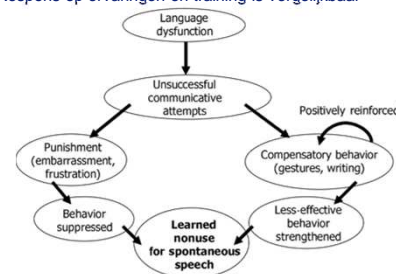 Language
dysfunction
Unsuccessful
communicative
attempts
Positively reinforced
Punishment
(embarrassment,
frustration)
Compensatory behavior
(gestures, writing)
Behavior
suppressed
Learned
nonuse
for spontaneous
speech
Less-effective
behavior
strengthened